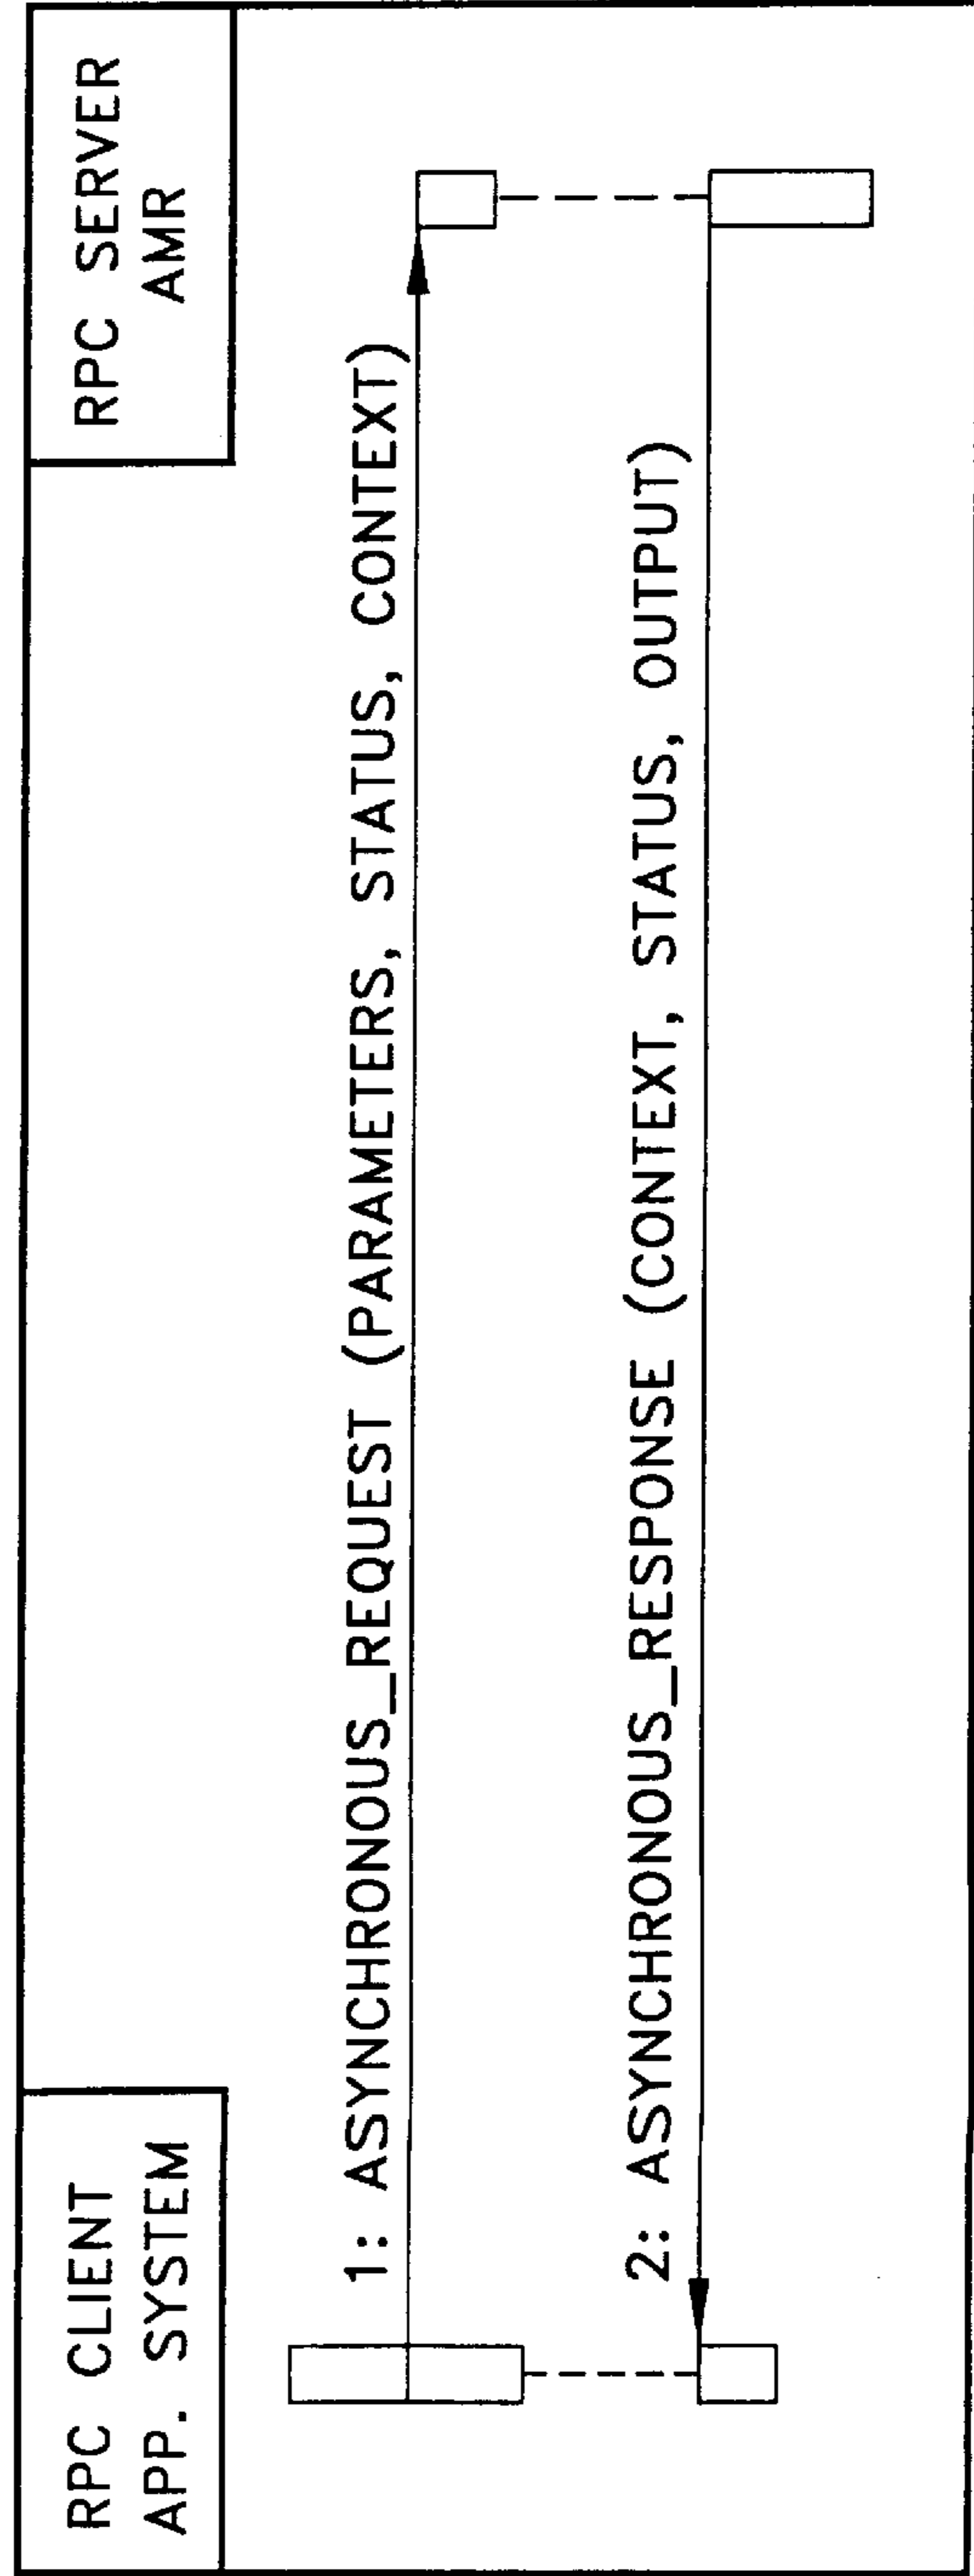 RPC CLIENT
APP. SYSTEM
RPC SERVER
AMR
1: ASYNCHRONOUS_REQUEST (PARAMETERS, STATUS, CONTEXT)
2: ASYNCHRONOUS_RESPONSE (CONTEXT, STATUS, OUTPUT)